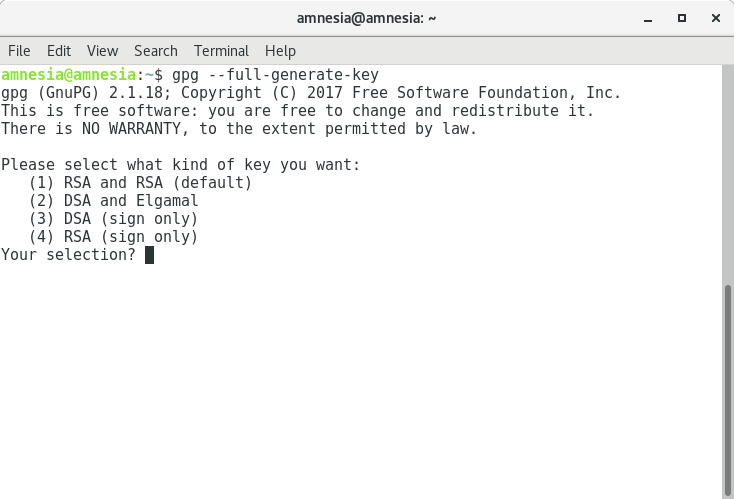 amnesia@amnesia: ~
File Edit View Search Terminal Help
amnesia@amnesia:~$ gpg --full-generate-key
gpg (GnuPG) 2.1.18; Copyright (C) 2017 Free Software Foundation, Inc.
This is free software: you are free to change and redistribute it.
There is NO WARRANTY, to the extent permitted by law.

Please select what kind of key you want:
   (1) RSA and RSA (default)
   (2) DSA and Elgamal
   (3) DSA (sign only)
   (4) RSA (sign only)
Your selection?